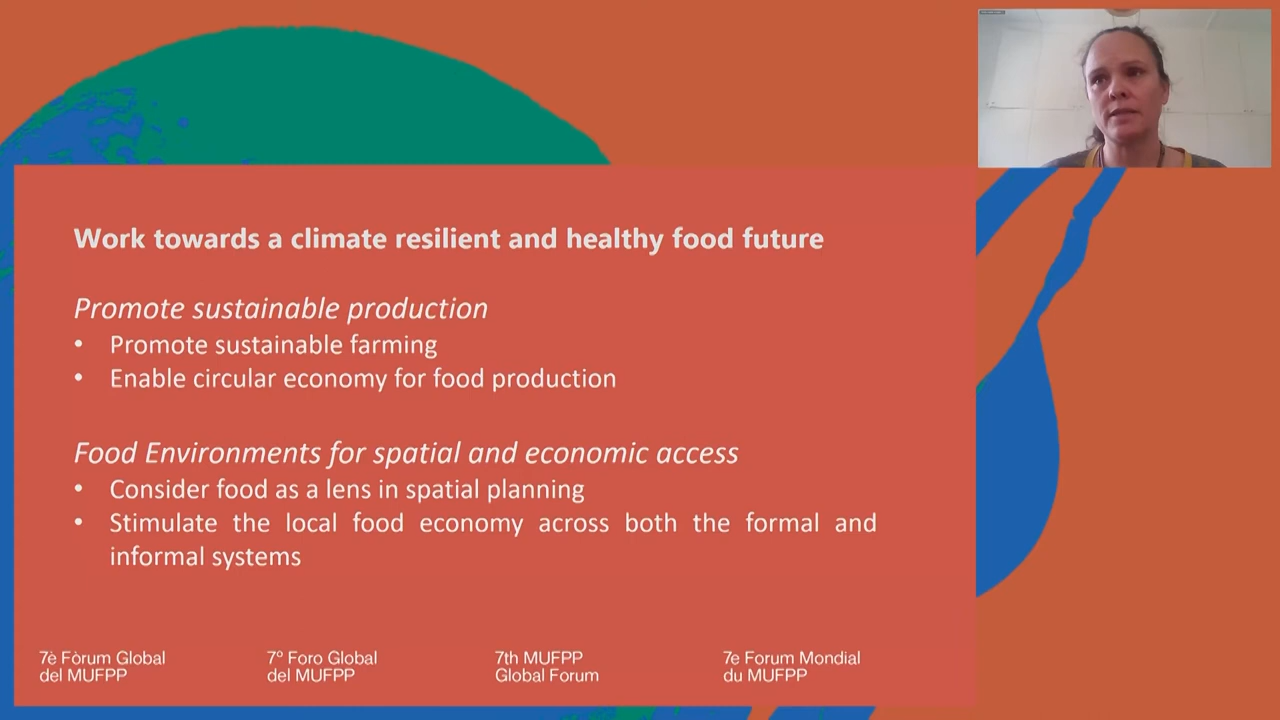 Work towards a climate resilient and healthy food future
Promote sustainable production
• Promote sustainable farming
• Enable circular economy for food production
Food Environments for spatial and economic access
• Consider food as a lens in spatial planning
• Stimulate the local food economy across both the formal and
informal systems
7è Fòrum Global
del MUFPP
7º Foro Global
del MUFPP
7th MUFPP
Global Forum
7e Forum Mondial
du MUFPP